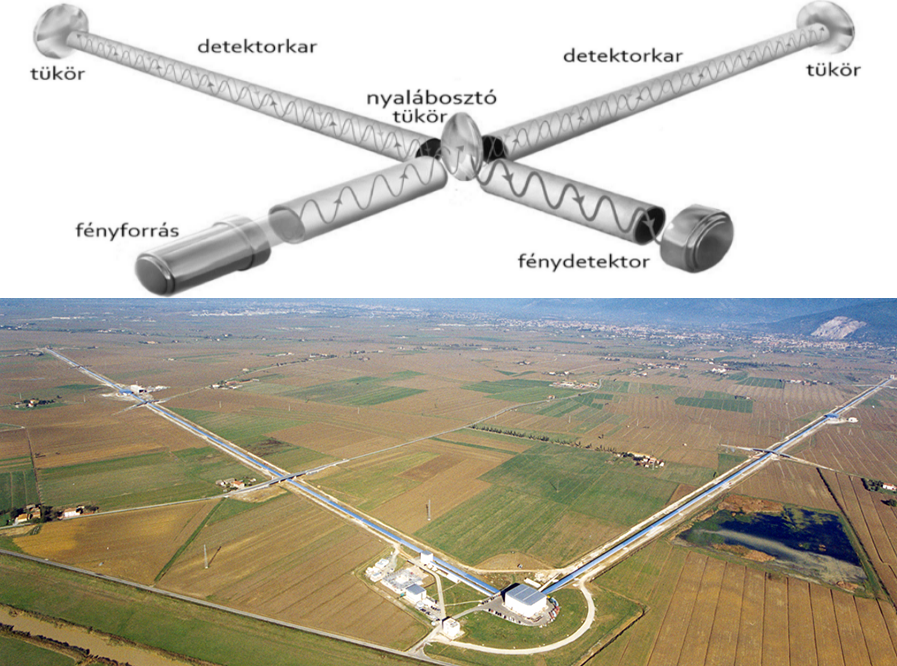 detektorkar
detektorkar
tükör
tükör
nyalábosztó
tükör
fényforrás
fénydetektor